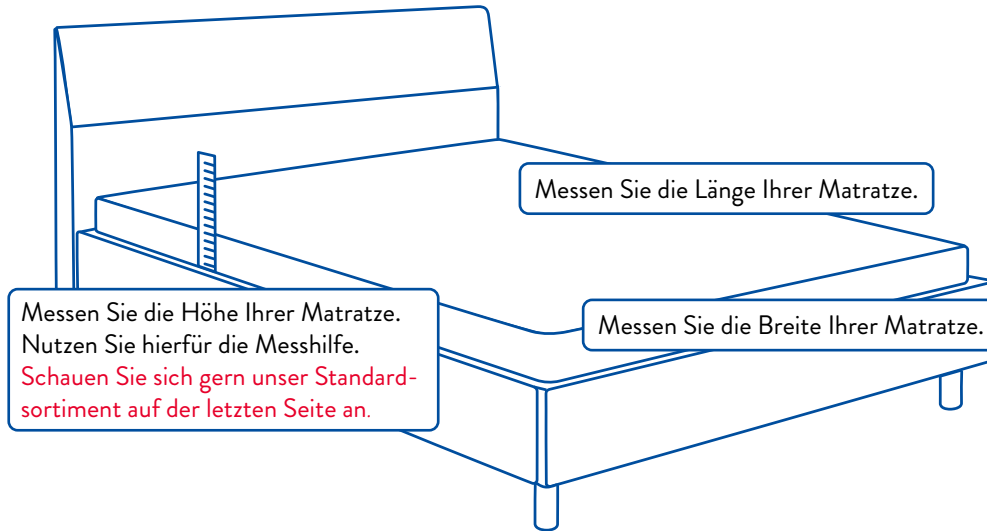 Messen Sie die Länge Ihrer Matratze.
Messen Sie die Höhe Ihrer Matratze.
Nutzen Sie hierfür die Messhilfe.
Schauen Sie sich gern unser Standard-
sortiment auf der letzten Seite an.
Messen Sie die Breite Ihrer Matratze.